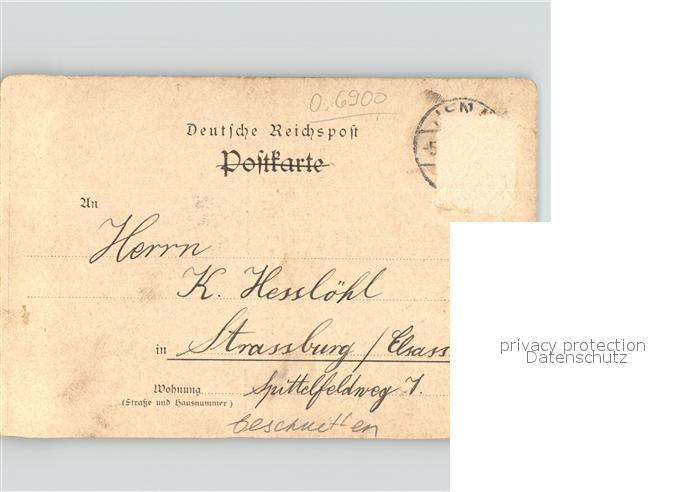 O.6900
Deutsche Reichspost
Postkarte
An
Herrn
K. Hesslöhl
in Strassburg / Elsass
Wohnung Spittelfeldweg 7.
(Straße und Hausnummer)
beschnitten
privacy protection
Datenschutz